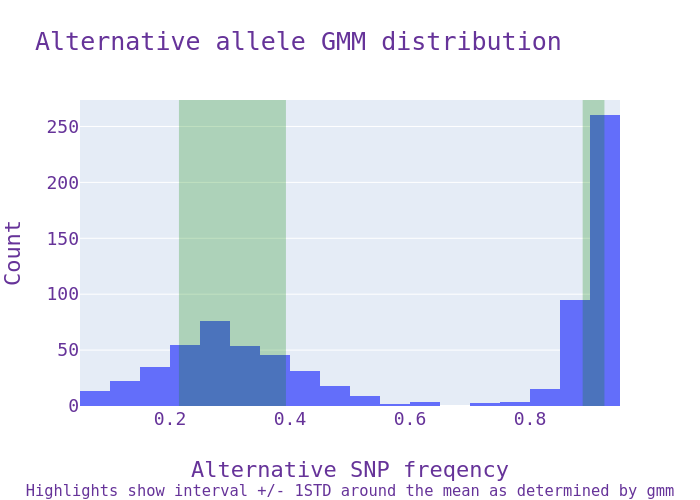 Alternative allele GMM distribution
250
200
150
100
50
0
Count
0.2 0.4 0.6 0.8
Alternative SNP freqency
Highlights show interval +/- 1STD around the mean as determined by gmm